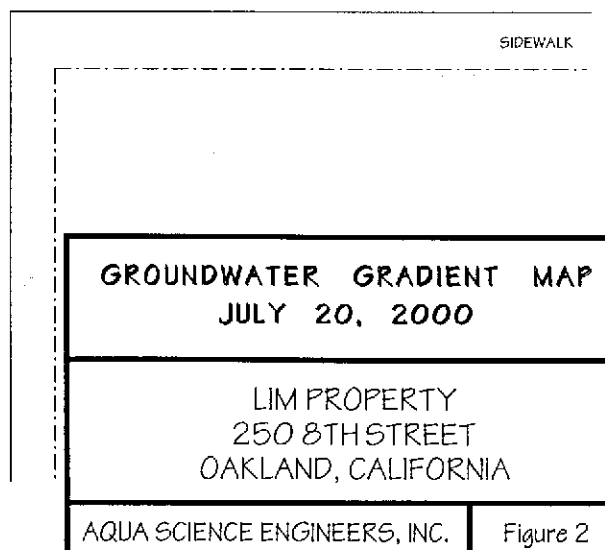 SIDEWALK
GROUNDWATER GRADIENT MAP
JULY 20, 2000
LIM PROPERTY
250 8TH STREET
OAKLAND, CALIFORNIA
AQUA SCIENCE ENGINEERS, INC.
Figure 2